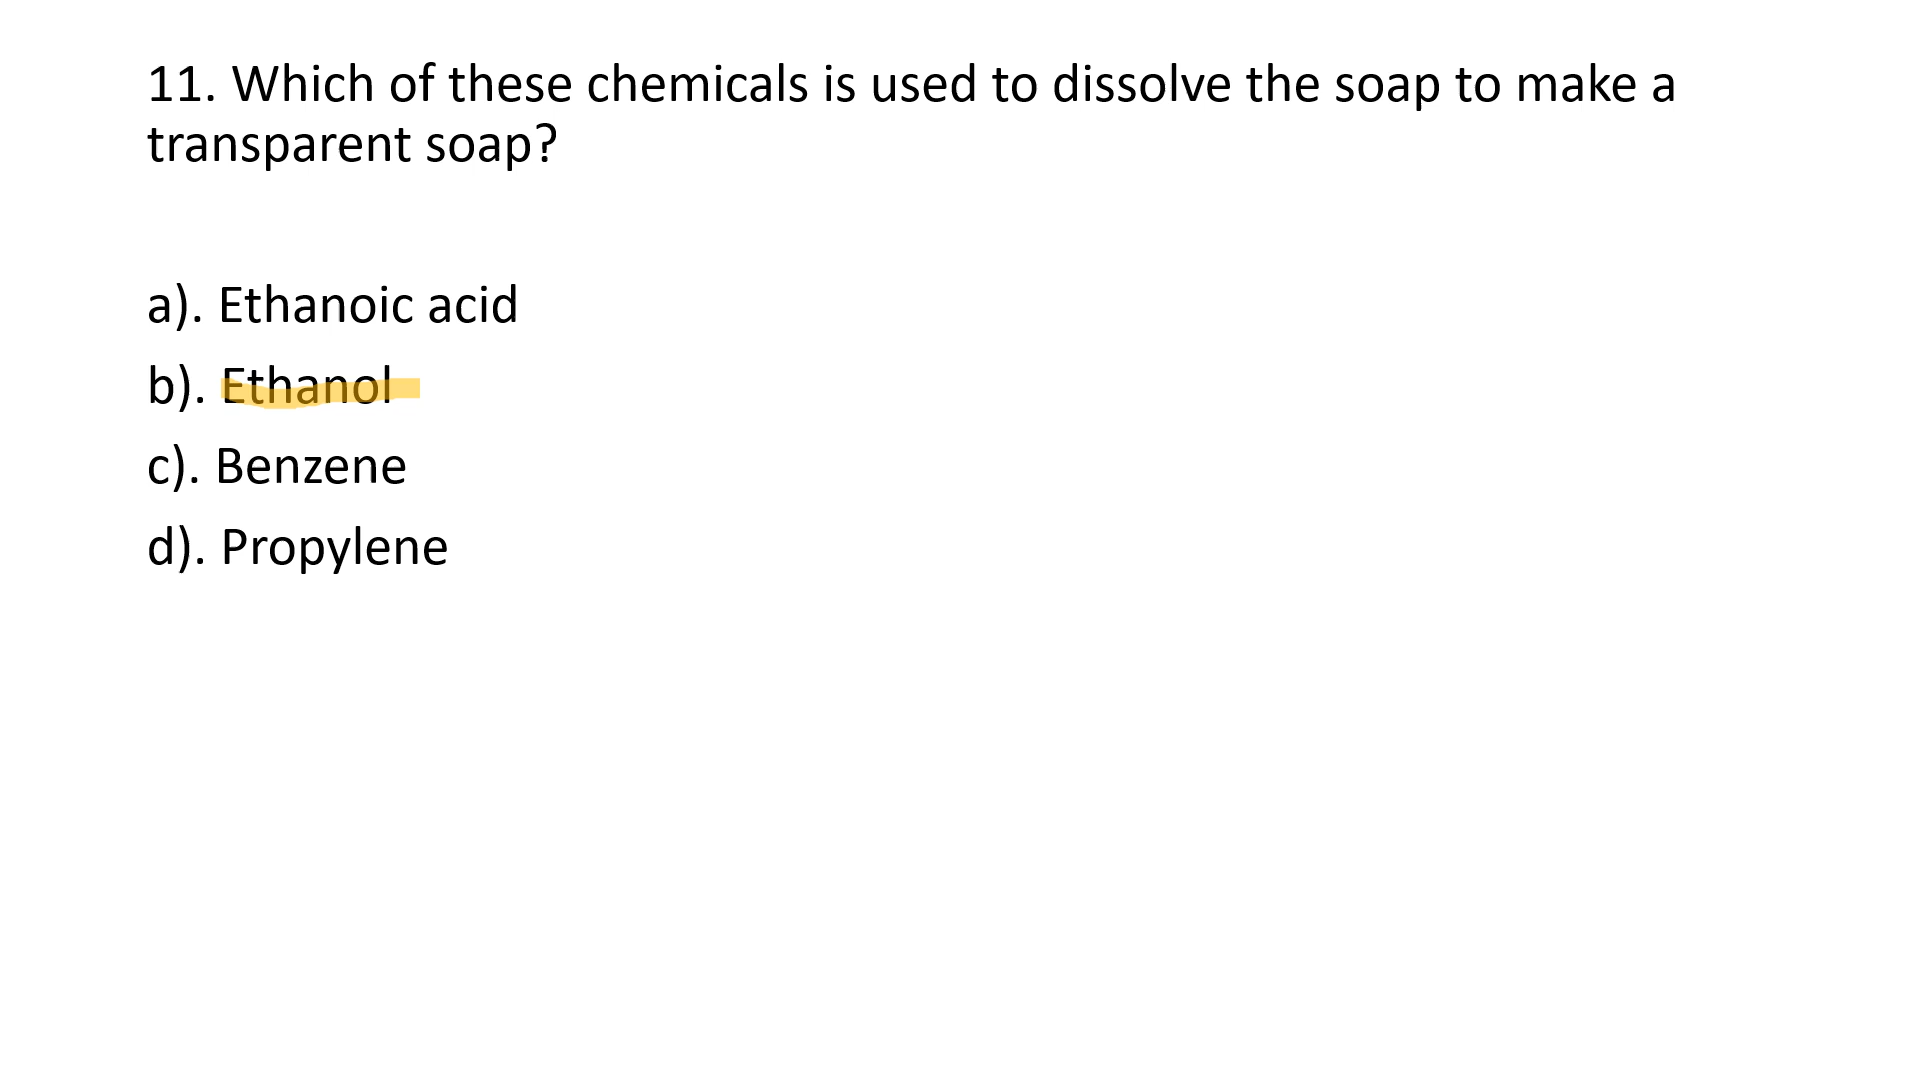 11. Which of these chemicals is used to dissolve the soap to make a
transparent soap?
a). Ethanoic acid
b). Ethanol
c). Benzene
d). Propylene